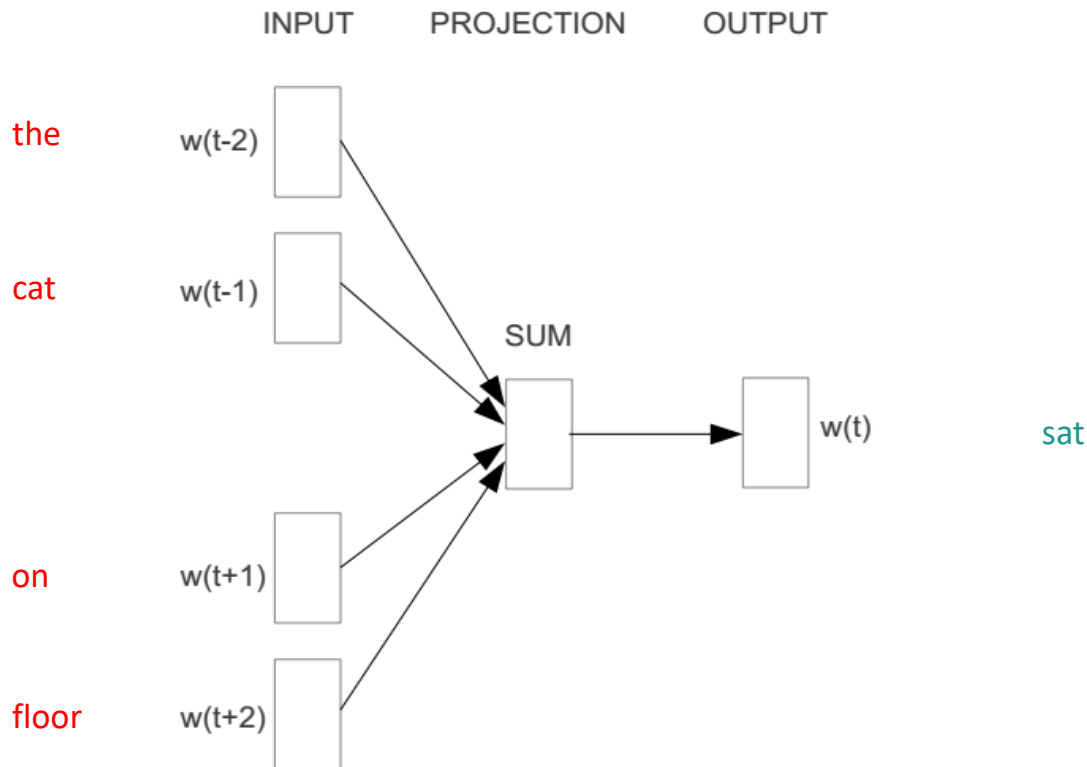 INPUT PROJECTION OUTPUT
the w(t-2)
cat w(t-1)
SUM
w(t) sat
on w(t+1)
floor w(t+2)